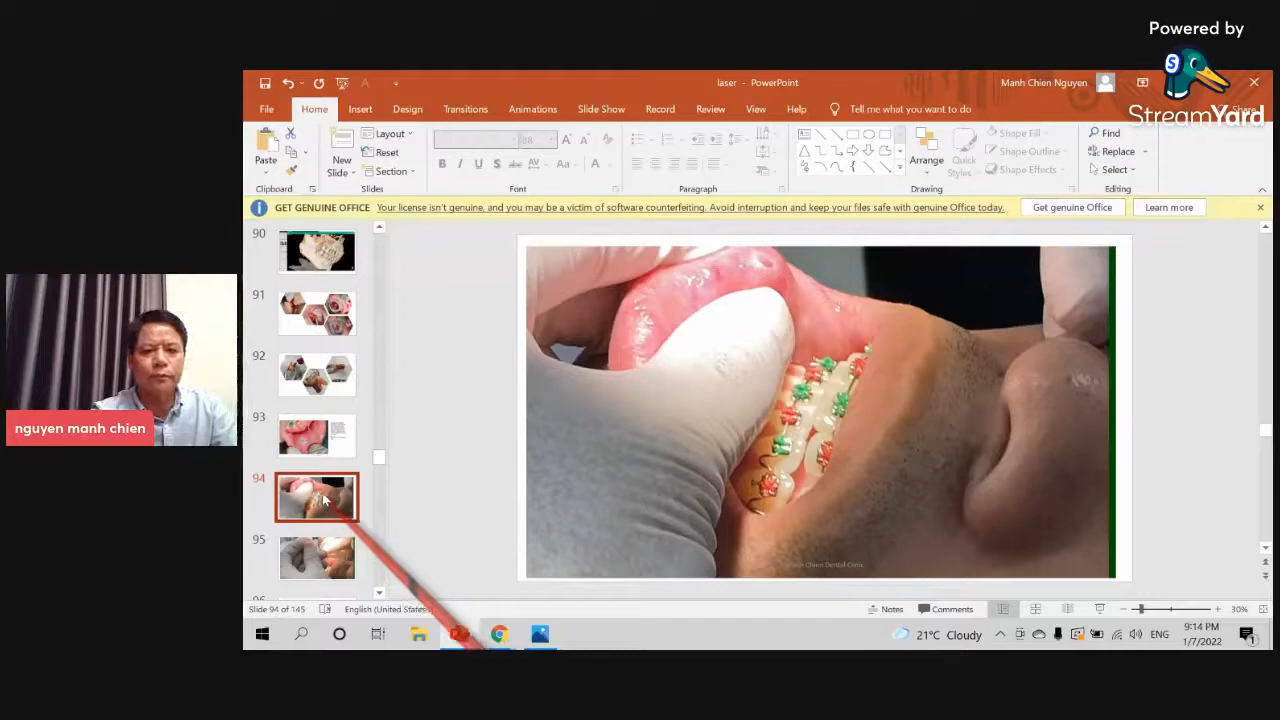 Powered by
StreamYard
laser - PowerPoint
Manh Chien Nguyen
File Home Insert Design Transitions Animations Slide Show Record Review View Help Tell me what you want to do
Paste
New
Slide
Layout
Reset
Section
Arrange
Quick
Styles
Shape Fill
Shape Outline
Shape Effects
Find
Replace
Select
Clipboard Slides Font Paragraph Drawing Editing
GET GENUINE OFFICE Your license isn't genuine, and you may be a victim of software counterfeiting. Avoid interruption and keep your files safe with genuine Office today. Get genuine Office Learn more
90
91
92
93
94
95
nguyen manh chien
Chien Dental Clinic
Slide 94 of 145 English (United States) Notes Comments 30%
21°C Cloudy ENG 9:14 PM
1/7/2022